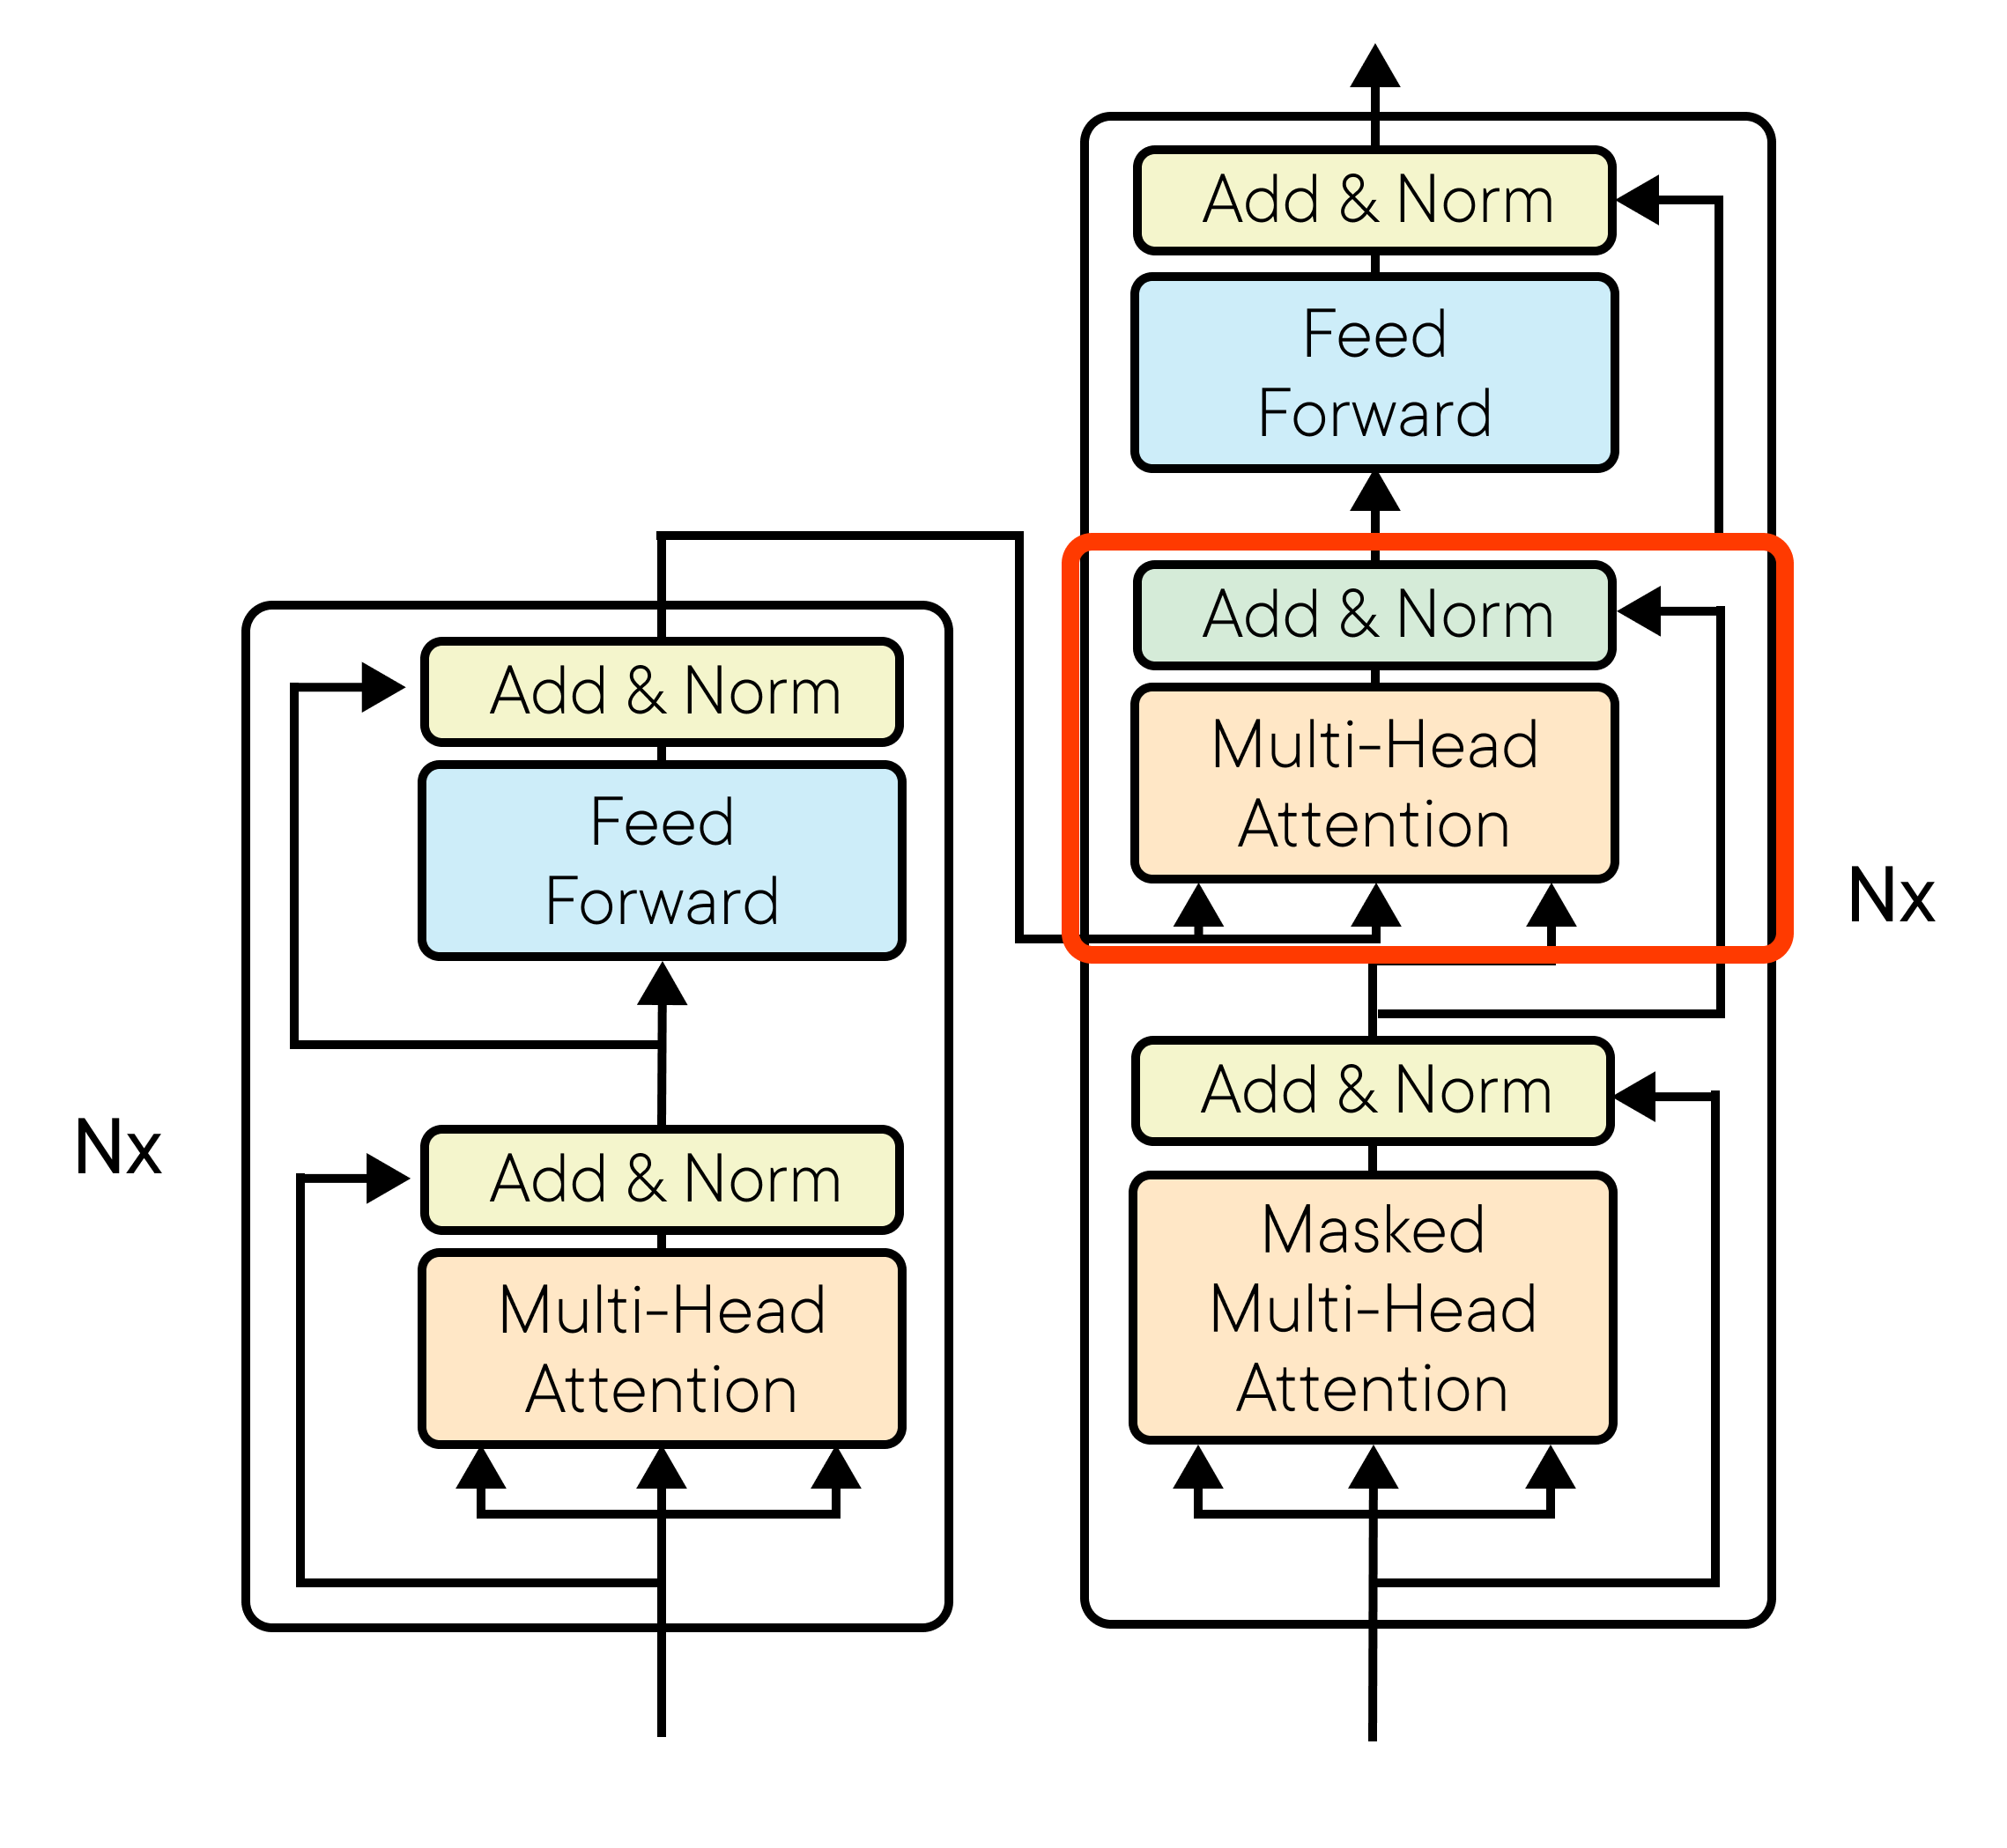 Nx
Add & Norm
Feed
Forward
Add & Norm
Multi-Head
Attention
Add & Norm
Feed
Forward
Add & Norm
Multi-Head
Attention
Add & Norm
Masked
Multi-Head
Attention
Nx